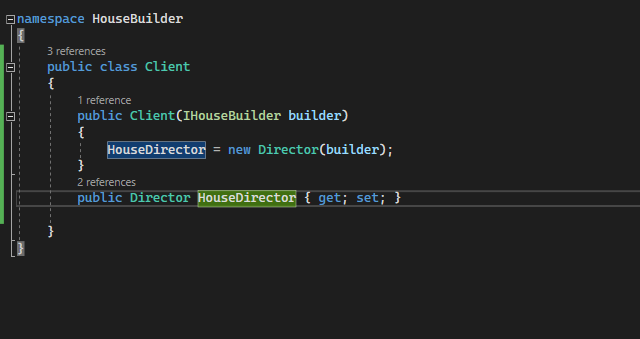 namespace HouseBuilder
{
3 references
public class Client
{
1 reference
public Client(IHouseBuilder builder)
{
HouseDirector = new Director(builder);
}
2 references
public Director HouseDirector { get; set; }
}
}